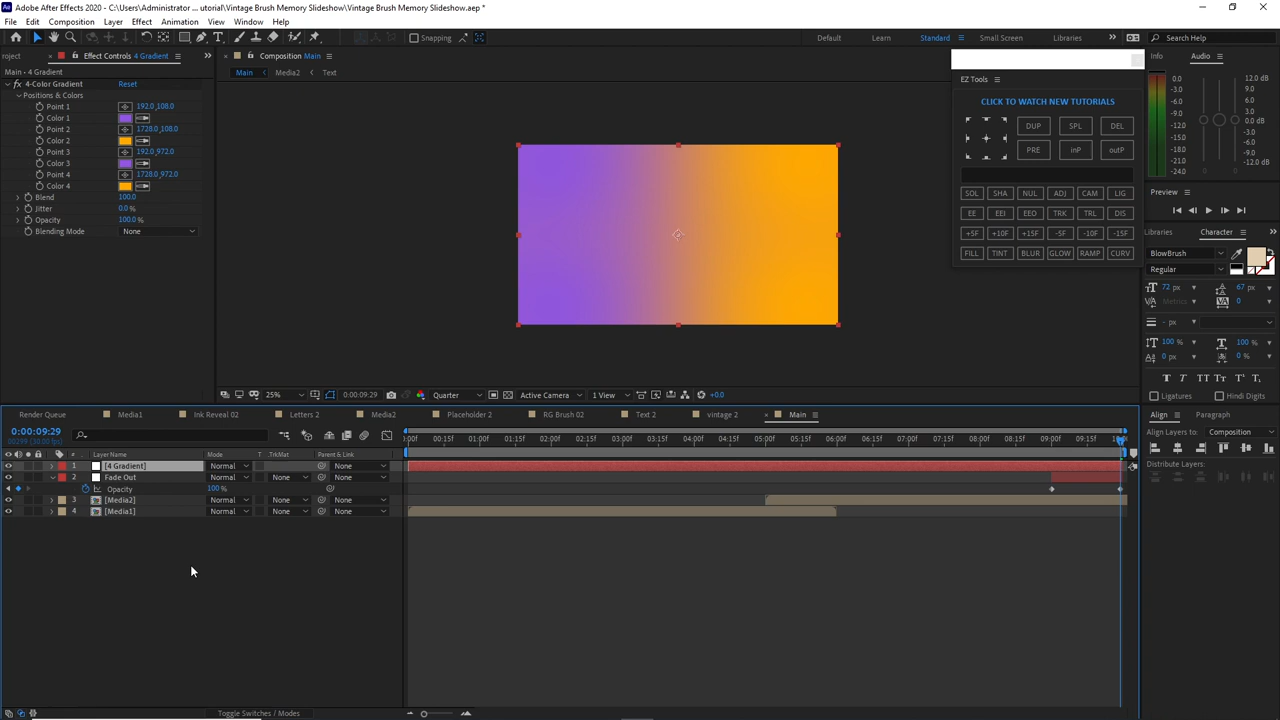 Adobe After Effects 2020 - C:\Users\Administrator ... utorial\Vintage Brush Memory Slideshow\Vintage Brush Memory Slideshow.aep *
File Edit Composition Layer Effect Animation View Window Help
Snapping Default Learn Standard Small Screen Libraries Search Help
roject Effect Controls 4 Gradient Composition Main
Main • 4 Gradient Main Media2 Text
4-Color Gradient Reset
Positions & Colors
Point 1 192.0,108.0
Color 1
Point 2 1728.0,108.0
Color 2
Point 3 192.0,972.0
Color 3
Point 4 1728.0,972.0
Color 4
Blend 100.0
Jitter 0.0 %
Opacity 100.0 %
Blending Mode None
EZ Tools
CLICK TO WATCH NEW TUTORIALS
DUP SPL DEL
PRE inP outP
SOL SHA NUL ADJ CAM LIG
EE EEI EEO TRK TRL DIS
+5F +10F +15F -5F -10F -15F
FILL TINT BLUR GLOW RAMP CURV
Info Audio
0.0 12.0 dB
-3.0 9.0
-6.0 6.0
-9.0 3.0
-12.0 0.0 dB
-15.0 -3.0
-18.0 -6.0
-21.0 -9.0
-24.0 -12.0 dB
Preview
Libraries Character
BlowBrush
Regular
72 px 67 px
Metrics 0
- px
100 % 100 %
0 px 0 %
Ligatures Hindi Digits
Align Paragraph
Align Layers to: Composition
Distribute Layers:
25% 0:00:09:29 Quarter Active Camera 1 View +0.0
Render Queue Media1 Ink Reveal 02 Letters 2 Media2 Placeholder 2 RG Brush 02 Text 2 vintage 2 Main
0:00:09:29
00299 (30.00 fps)
:00f 00:15f 01:00f 01:15f 02:00f 02:15f 03:00f 03:15f 04:00f 04:15f 05:00f 05:15f 06:00f 06:15f 07:00f 07:15f 08:00f 08:15f 09:00f 09:15f
# Layer Name Mode T TrkMat Parent & Link
1 [4 Gradient] Normal None
2 Fade Out Normal None None
Opacity 100 %
3 [Media2] Normal None None
4 [Media1] Normal None None
Toggle Switches / Modes